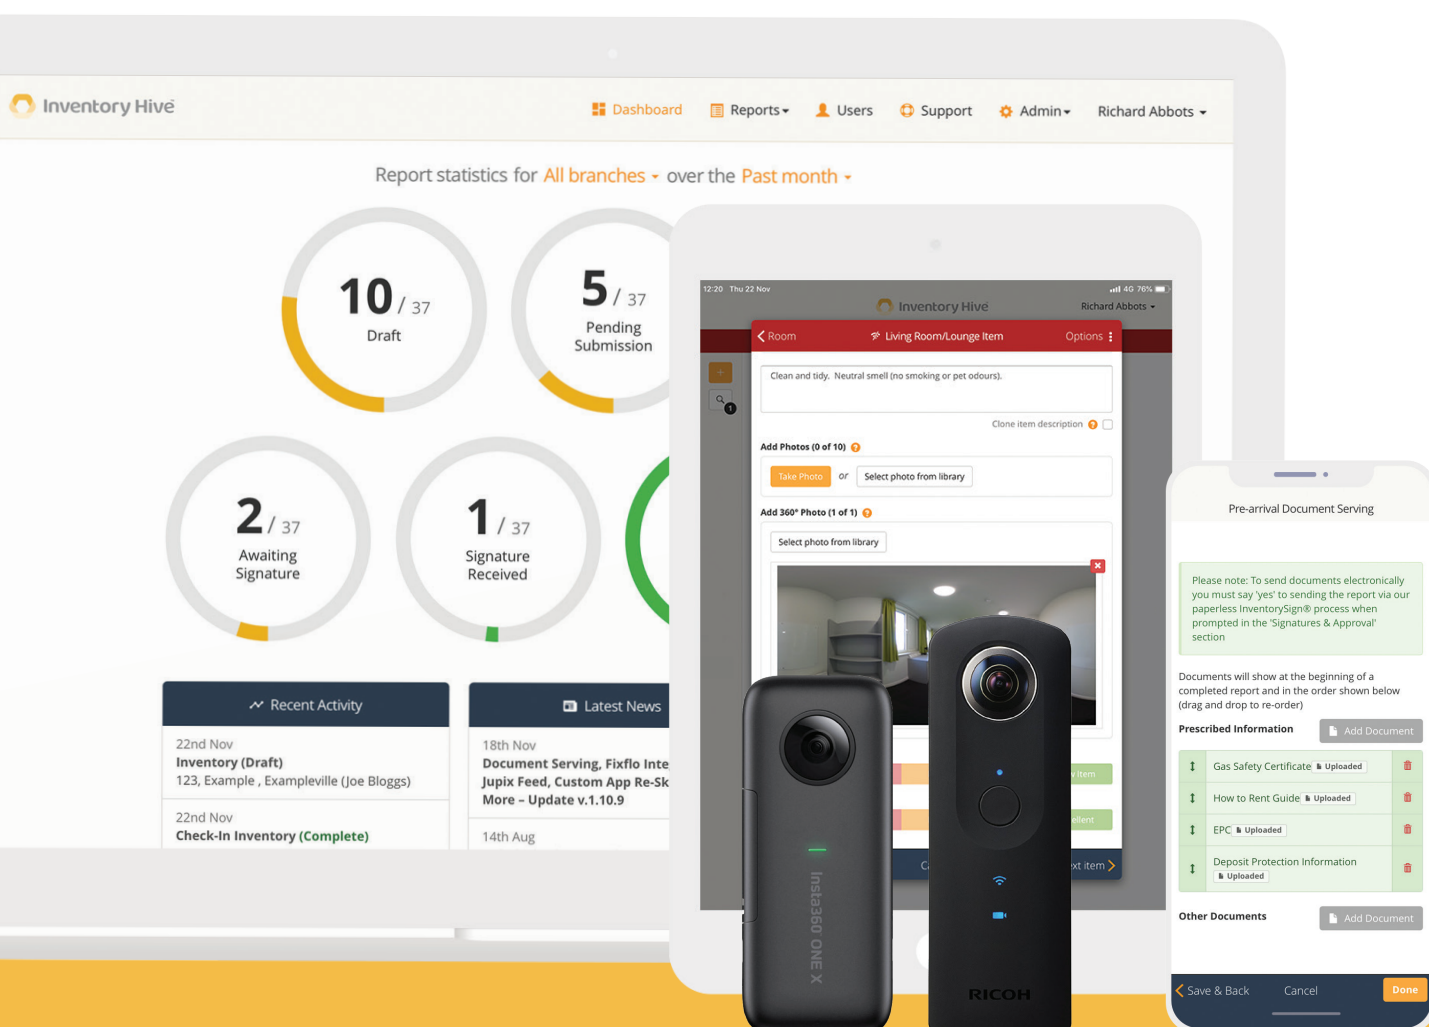 Inventory Hive
Dashboard
Reports
Users
Support
Admin
Richard Abbots
Report statistics for All branches over the Past month
10 / 37
Draft
5 / 37
Pending
Submission
2 / 37
Awaiting
Signature
1 / 37
Signature
Received
Recent Activity
22nd Nov
Inventory (Draft)
123, Example , Exampleville (Joe Bloggs)
22nd Nov
Check-In Inventory (Complete)
Latest News
18th Nov
Document Serving, Fixflo Inte
Jupix Feed, Custom App Re-Sk
More – Update v.1.10.9
14th Aug
12:20 Thu 22 Nov
4G 76%
Inventory Hive
Richard Abbots
Room
Living Room/Lounge Item
Options
1
Clean and tidy. Neutral smell (no smoking or pet odours).
Clone item description ?
Add Photos (0 of 10) ?
Take Photo or Select photo from library
Add 360° Photo (1 of 1) ?
Select photo from library
w Item
ellent
Ca
ext item
Insta360 ONE X
RICOH
Pre-arrival Document Serving
Please note: To send documents electronically
you must say 'yes' to sending the report via our
paperless InventorySign® process when
prompted in the 'Signatures & Approval'
section
Documents will show at the beginning of a
completed report and in the order shown below
(drag and drop to re-order)
Prescribed Information
Add Document
Gas Safety Certificate Uploaded
How to Rent Guide Uploaded
EPC Uploaded
Deposit Protection Information
Uploaded
Other Documents
Add Document
Save & Back
Cancel
Done